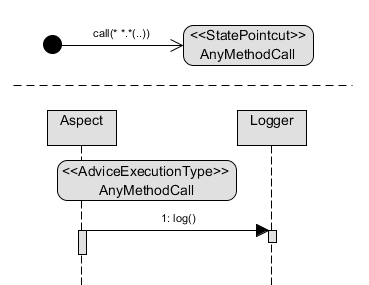 call(* *.*(..))
<<StatePointcut>>
AnyMethodCall
Aspect
Logger
<<AdviceExecutionType>>
AnyMethodCall
1: log()